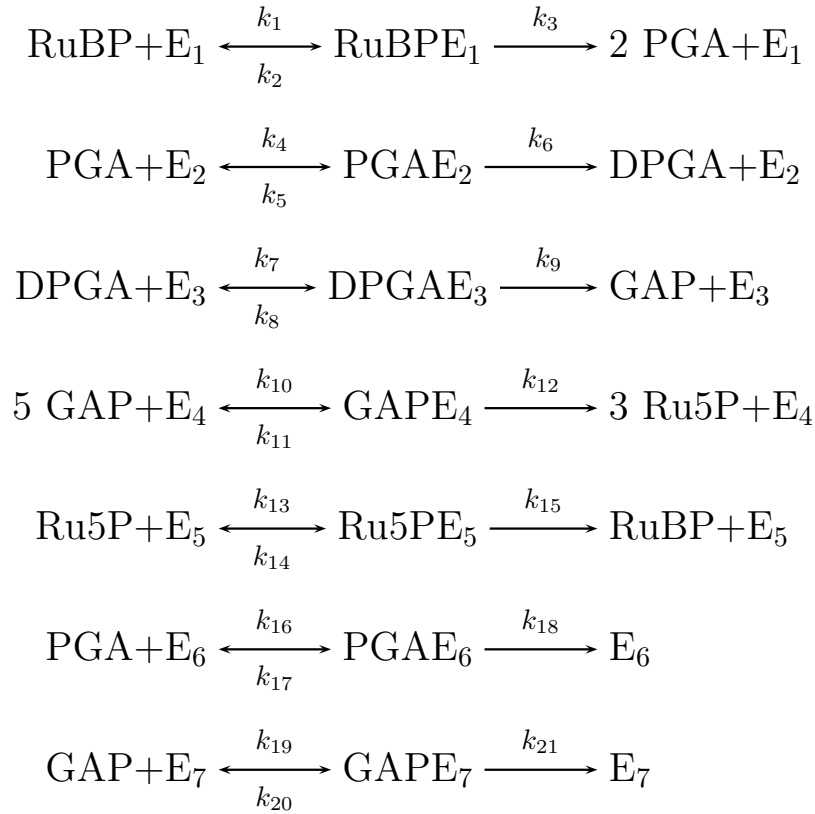 RuBP+E₁ ⟷ k₁ k₂ RuBPE₁ ⟶ k₃ 2 PGA+E₁
PGA+E₂ ⟷ k₄ k₅ PGAE₂ ⟶ k₆ DPGA+E₂
DPGA+E₃ ⟷ k₇ k₈ DPGAE₃ ⟶ k₉ GAP+E₃
5 GAP+E₄ ⟷ k₁₀ k₁₁ GAPE₄ ⟶ k₁₂ 3 Ru5P+E₄
Ru5P+E₅ ⟷ k₁₃ k₁₄ Ru5PE₅ ⟶ k₁₅ RuBP+E₅
PGA+E₆ ⟷ k₁₆ k₁₇ PGAE₆ ⟶ k₁₈ E₆
GAP+E₇ ⟷ k₁₉ k₂₀ GAPE₇ ⟶ k₂₁ E₇